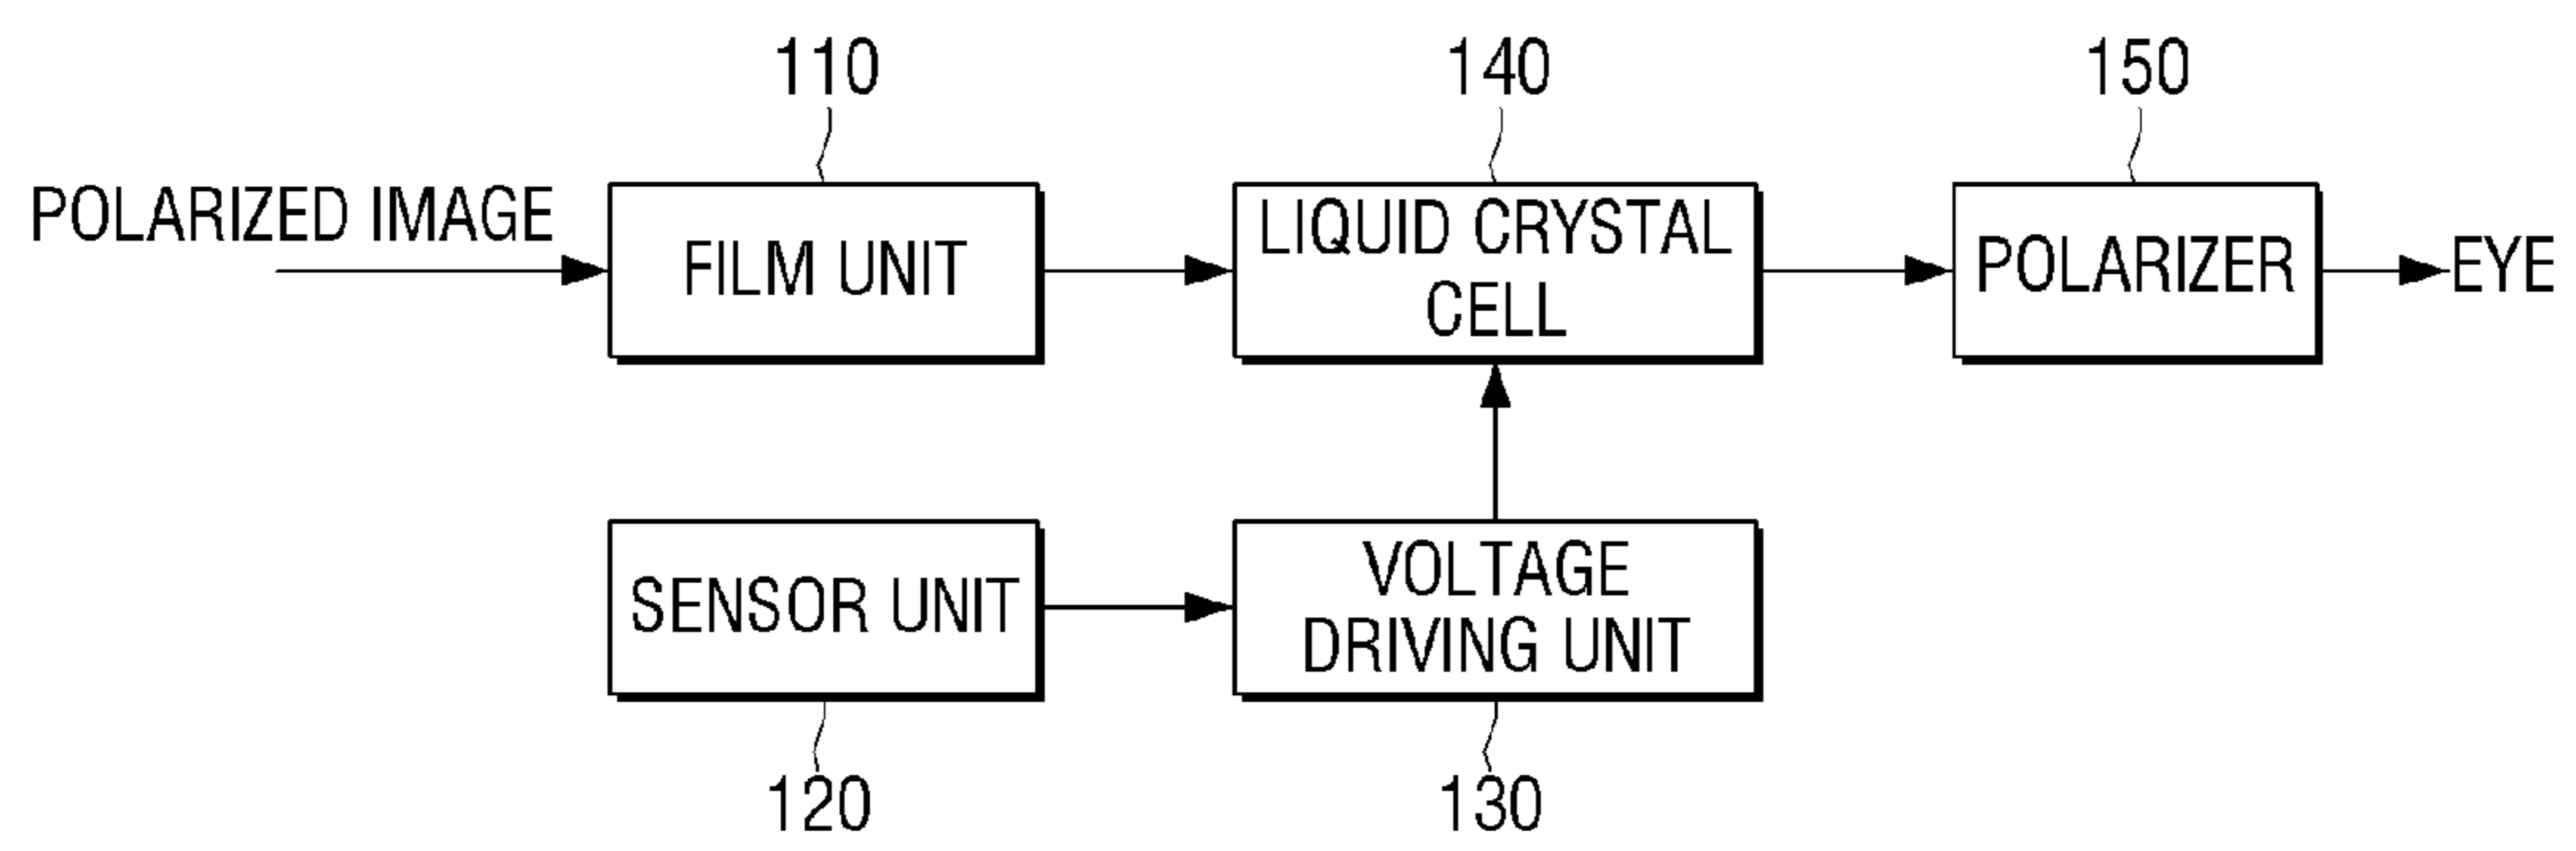 110
140
150
POLARIZED IMAGE
FILM UNIT
LIQUID CRYSTAL
CELL
POLARIZER
EYE
SENSOR UNIT
VOLTAGE
DRIVING UNIT
120
130